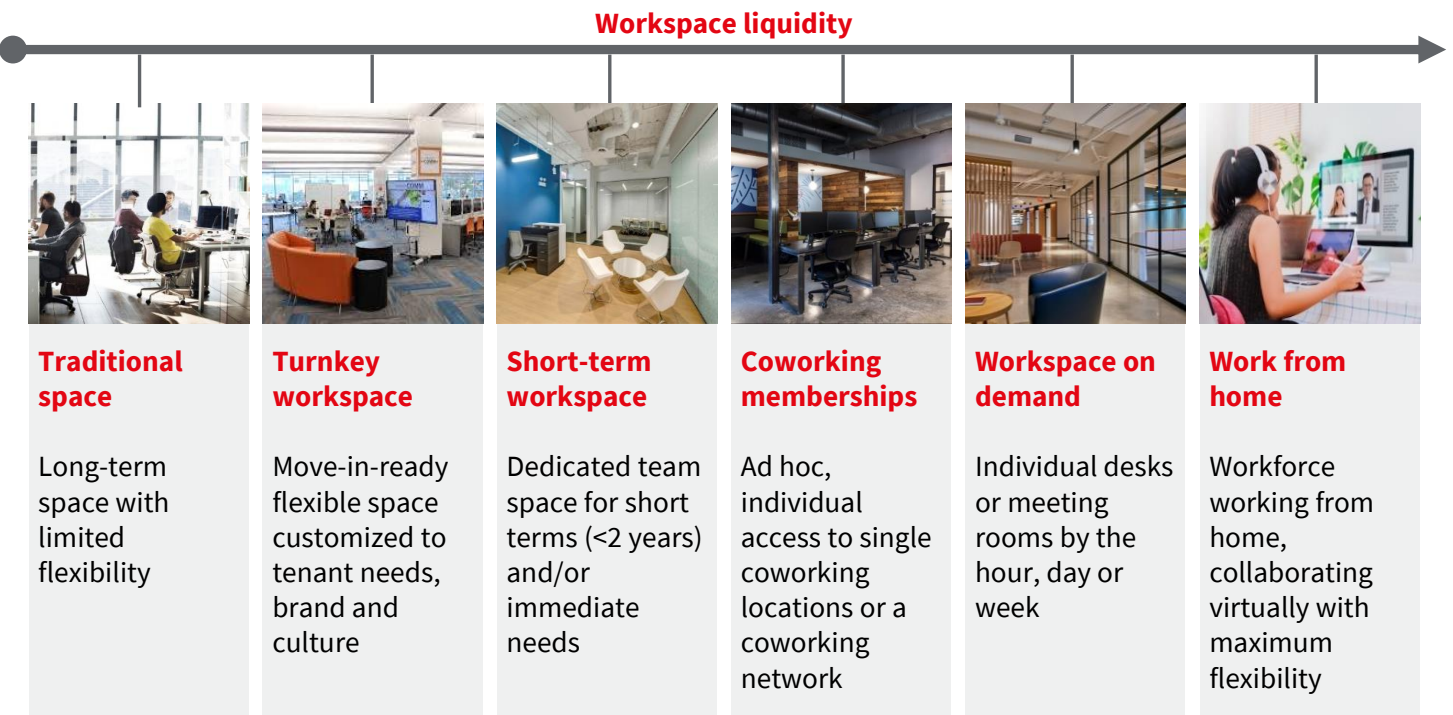 Workspace liquidity
Traditional
space
Long-term
space with
limited
flexibility
Turnkey
workspace
Move-in-ready
flexible space
customized to
tenant needs,
brand and
culture
Short-term
workspace
Dedicated team
space for short
terms (<2 years)
and/or
immediate
needs
Coworking
memberships
Ad hoc,
individual
access to single
coworking
locations or a
coworking
network
Workspace on
demand
Individual desks
or meeting
rooms by the
hour, day or
week
Work from
home
Workforce
working from
home,
collaborating
virtually with
maximum
flexibility